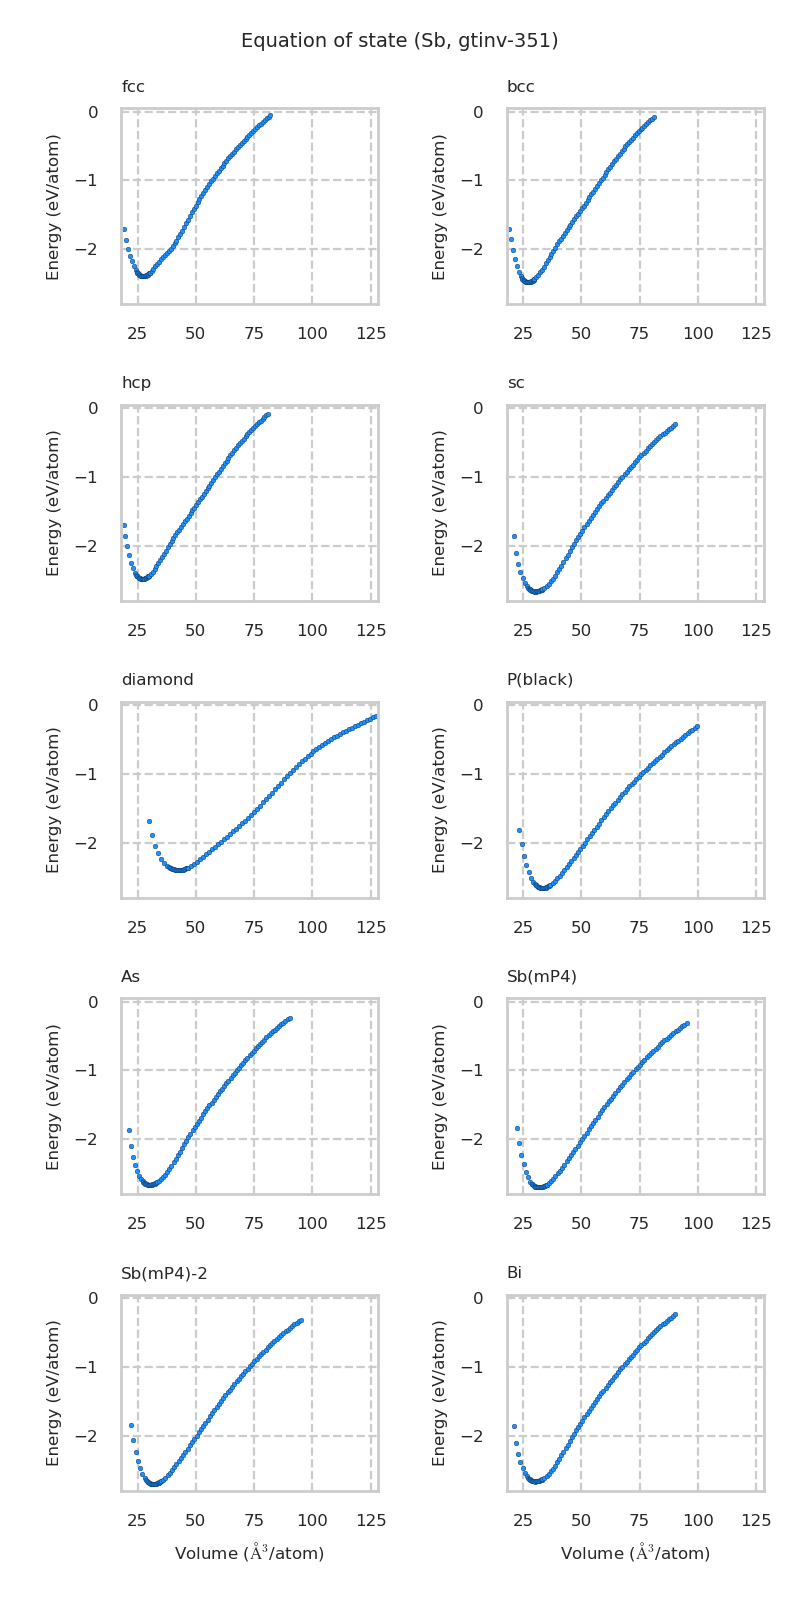 Equation of state (Sb, gtinv-351)
fcc
bcc
Energy (eV/atom)
0
−1
−2
25 50 75 100 125
Energy (eV/atom)
0
−1
−2
25 50 75 100 125
hcp
sc
Energy (eV/atom)
0
−1
−2
25 50 75 100 125
Energy (eV/atom)
0
−1
−2
25 50 75 100 125
diamond
P(black)
Energy (eV/atom)
0
−1
−2
25 50 75 100 125
Energy (eV/atom)
0
−1
−2
25 50 75 100 125
As
Sb(mP4)
Energy (eV/atom)
0
−1
−2
25 50 75 100 125
Energy (eV/atom)
0
−1
−2
25 50 75 100 125
Sb(mP4)-2
Bi
Energy (eV/atom)
0
−1
−2
25 50 75 100 125
Volume (Å³/atom)
Energy (eV/atom)
0
−1
−2
25 50 75 100 125
Volume (Å³/atom)